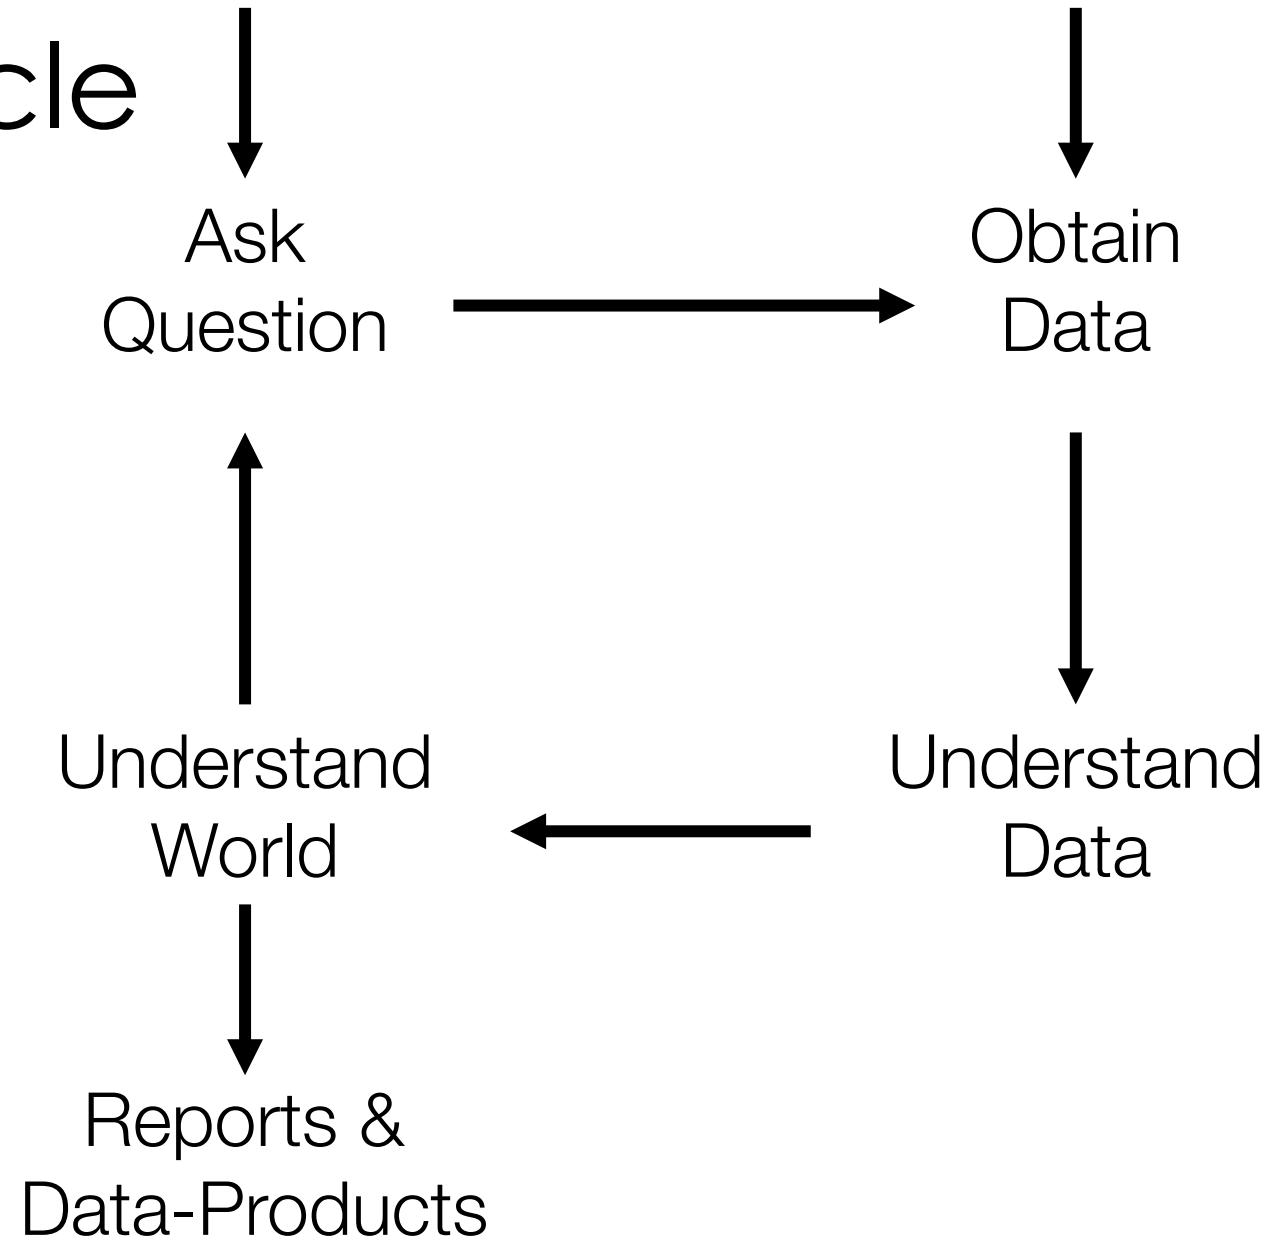 cle
Ask
Question
Obtain
Data
Understand
World
Understand
Data
Reports &
Data-Products